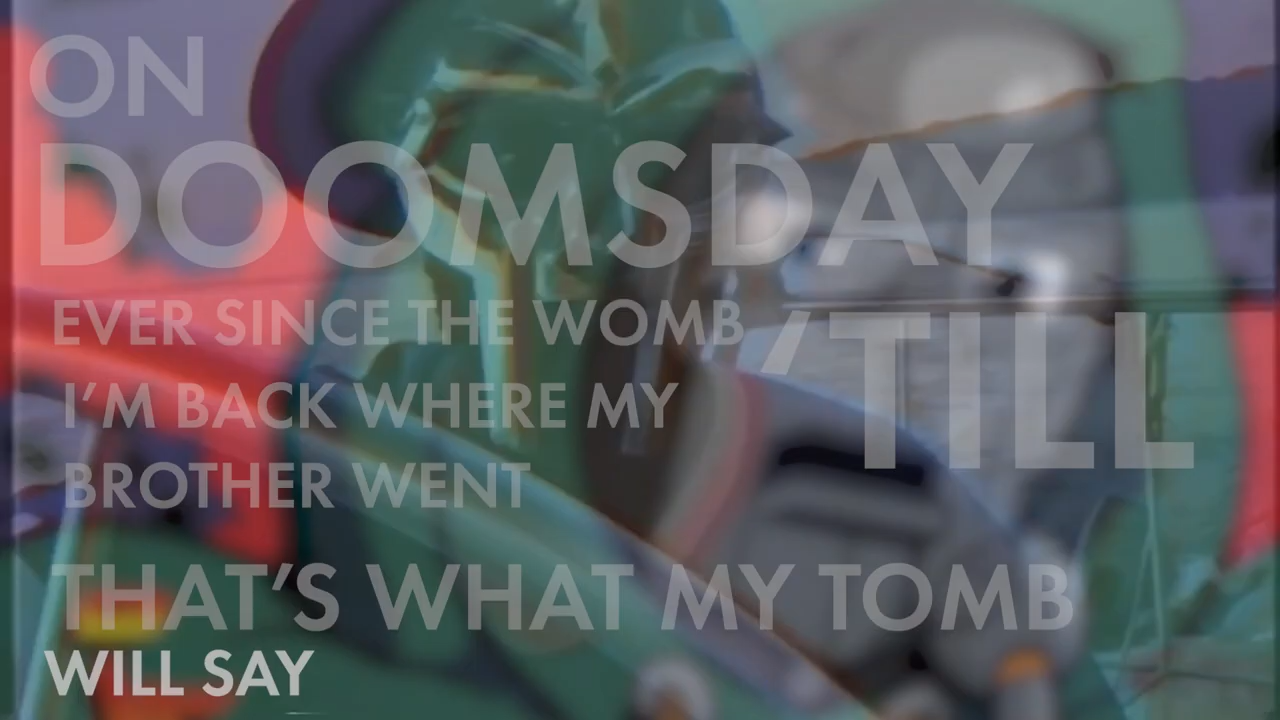 ON
DOOMSDAY
EVER SINCE THE WOMB
'TILL
I'M BACK WHERE MY
BROTHER WENT
THAT'S WHAT MY TOMB
WILL SAY